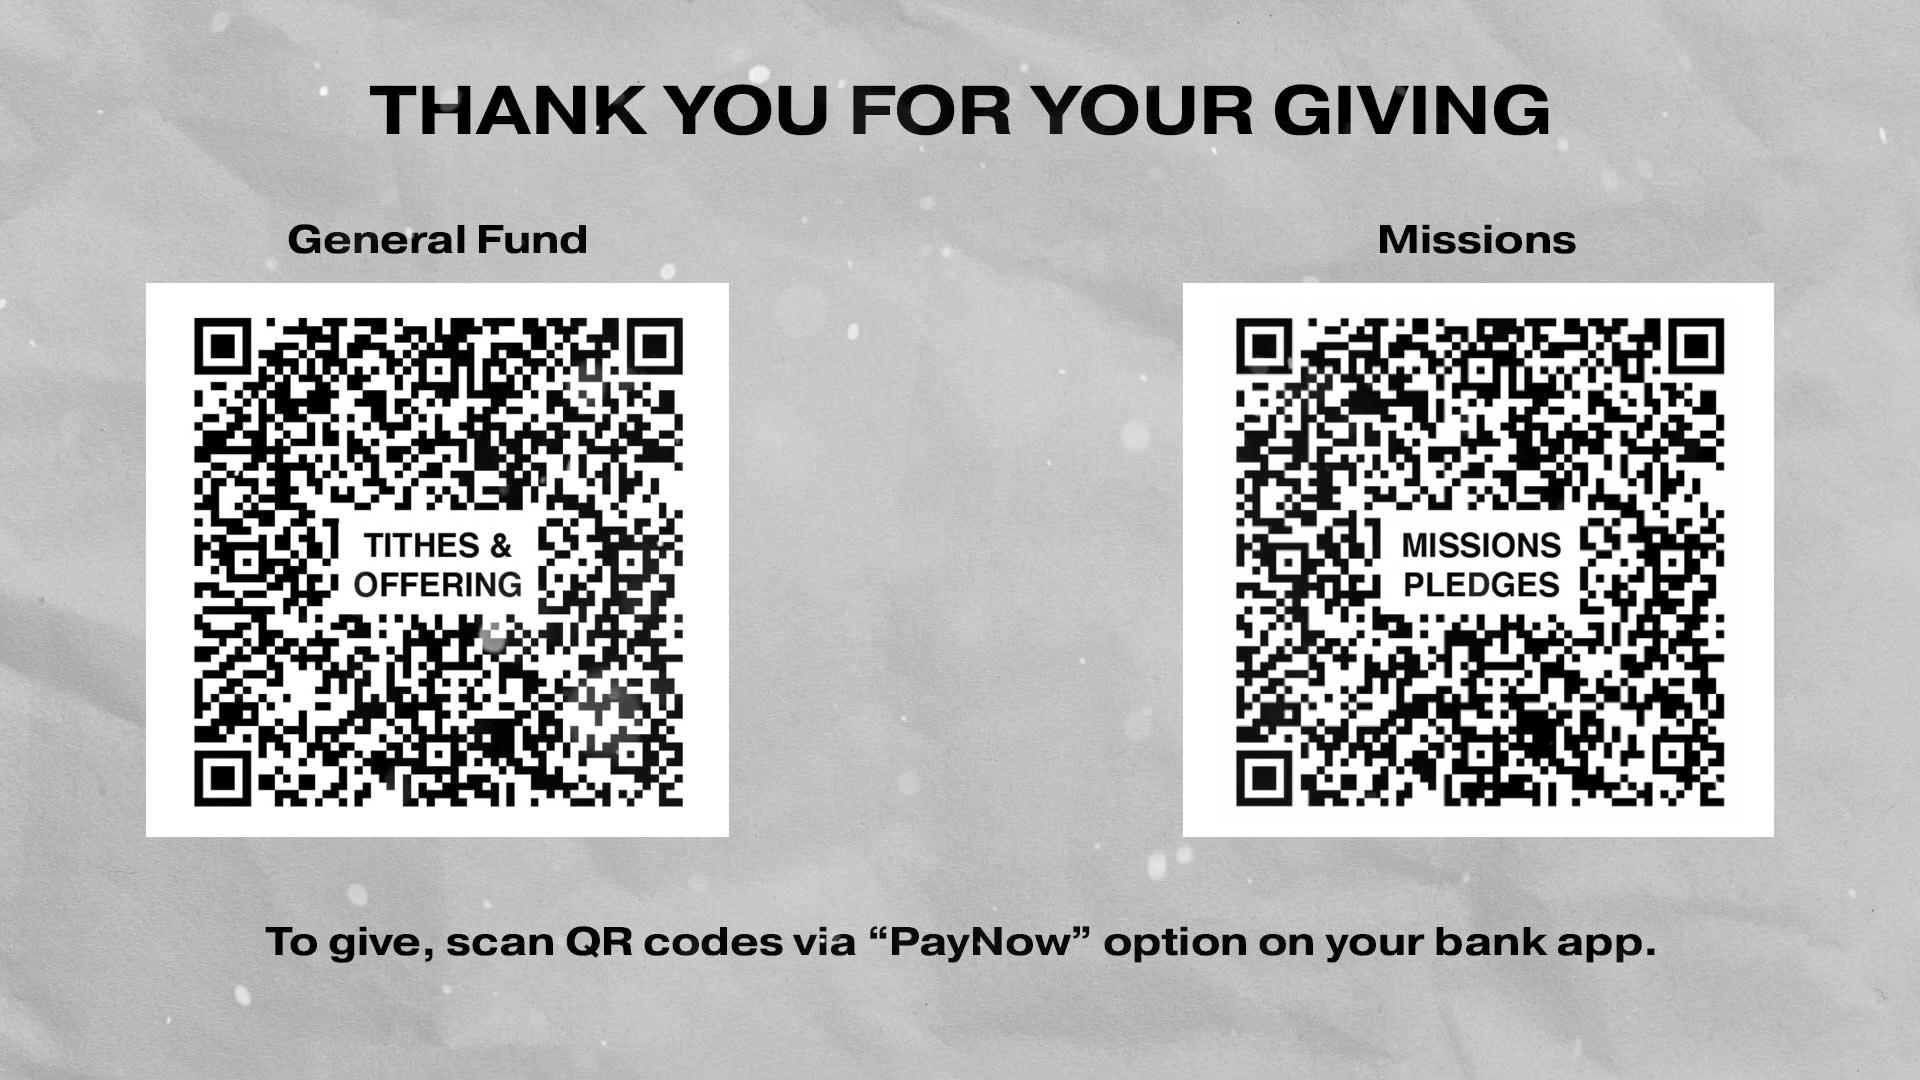 THANK YOU FOR YOUR GIVING
General Fund
Missions
TITHES &
OFFERING
MISSIONS
PLEDGES
To give, scan QR codes via “PayNow” option on your bank app.